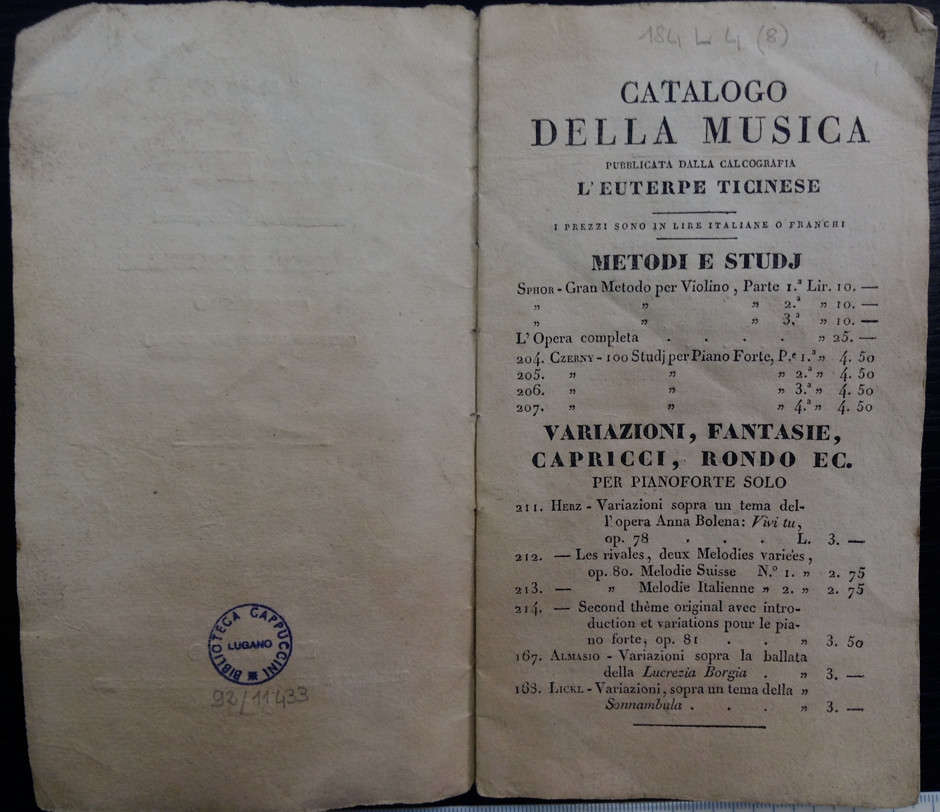 BIBLIOTECA CAPPUCCINI
LUGANO
92/11433
184 L 4 (8)
CATALOGO
DELLA MUSICA
PUBBLICATA DALLA CALCOGRAFIA
L'EUTERPE TICINESE
I PREZZI SONO IN LIRE ITALIANE O FRANCHI
METODI E STUDJ
SPHOR - Gran Metodo per Violino, Parte 1.ª Lir. 10. —
„ „ „ 2.ª „ 10. —
„ „ „ 3.ª „ 10. —
L'Opera completa . . . . „ 25. —
204. CZERNY - 100 Studj per Piano Forte, P.e 1.ª „ 4. 50
205. „ „ „ 2.ª „ 4. 50
206. „ „ „ 3.ª „ 4. 50
207. „ „ „ 4.ª „ 4. 50
VARIAZIONI, FANTASIE,
CAPRICCI, RONDO EC.
PER PIANOFORTE SOLO
211. HERZ - Variazioni sopra un tema del-
l'opera Anna Bolena: Vivi tu,
op. 78 . . . L. 3. —
212. — Les rivales, deux Melodies variées,
op. 80. Melodie Suisse N.º 1. „ 2. 75
213. — „ Melodie Italienne „ 2. „ 2. 75
214. — Second thème original avec intro-
duction et variations pour le pia-
no forte, op. 81 . . „ 3. 50
167. ALMASIO - Variazioni sopra la ballata
della Lucrezia Borgia . „ 3. —
168. LICKL - Variazioni, sopra un tema della „
Sonnambula . . . „ 3. —